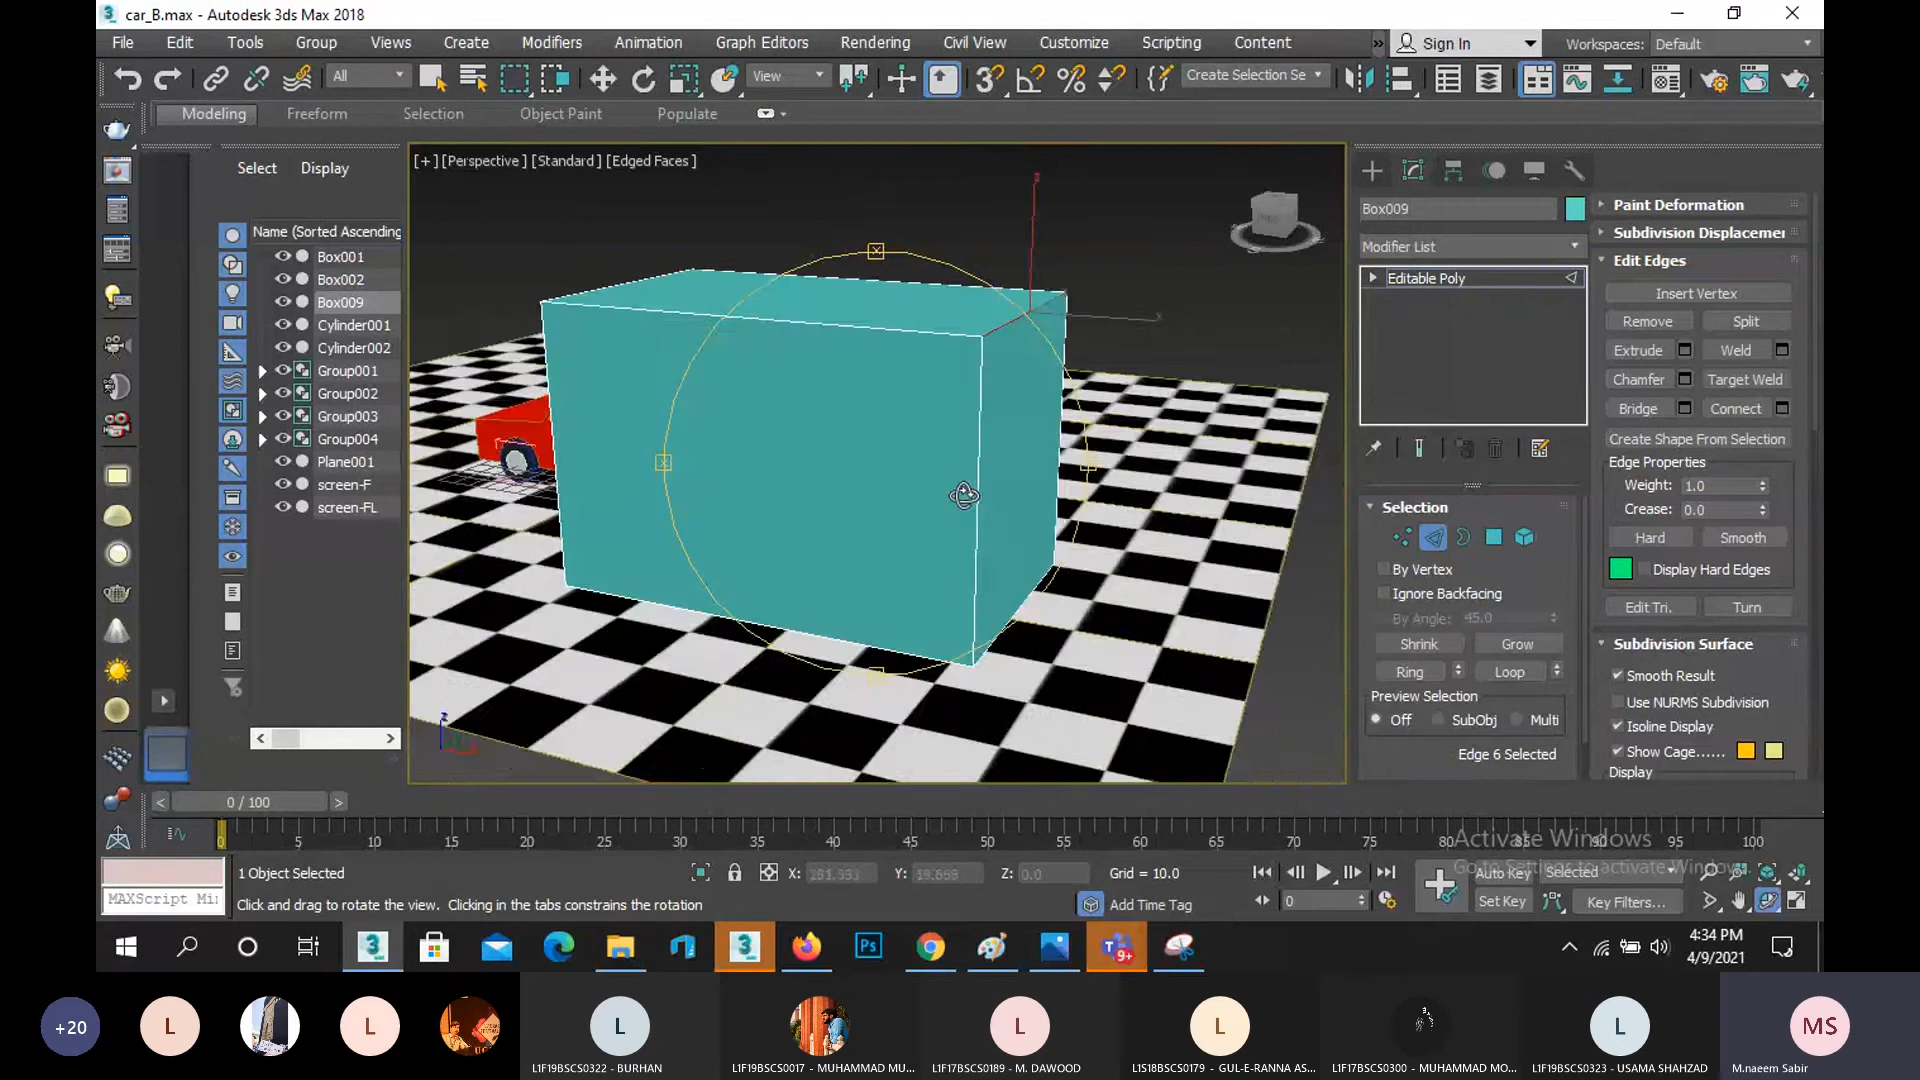 car_B.max - Autodesk 3ds Max 2018
File Edit Tools Group Views Create Modifiers Animation Graph Editors Rendering Civil View Customize Scripting Content
Sign In
Workspaces: Default
All
View
Create Selection Se
Modeling Freeform Selection Object Paint Populate
Select Display
Name (Sorted Ascending
Box001
Box002
Box009
Cylinder001
Cylinder002
Group001
Group002
Group003
Group004
Plane001
screen-F
screen-FL
[+] [Perspective] [Standard] [Edged Faces]
Box009
Modifier List
Editable Poly
Selection
By Vertex
Ignore Backfacing
By Angle: 45.0
Shrink Grow
Ring Loop
Preview Selection
Off SubObj Multi
Edge 6 Selected
Paint Deformation
Subdivision Displacemer
Edit Edges
Insert Vertex
Remove Split
Extrude Weld
Chamfer Target Weld
Bridge Connect
Create Shape From Selection
Edge Properties
Weight: 1.0
Crease: 0.0
Hard Smooth
Display Hard Edges
Edit Tri. Turn
Subdivision Surface
Smooth Result
Use NURMS Subdivision
Isoline Display
Show Cage......
Display
0 / 100
0 5 10 15 20 25 30 35 40 45 50 55 60 65 70 75 80 85 90 95 100
Activate Windows
Go to Settings to activate Windows.
MAXScript Mi:
1 Object Selected
Click and drag to rotate the view. Clicking in the tabs constrains the rotation
X: Y: Z: 0.0
Grid = 10.0
Add Time Tag
0
Auto Key Selected
Set Key Key Filters...
Ps
9+
4:34 PM
4/9/2021
+20
L
L
L
L
L
L
MS
L1F19BSCS0322 - BURHAN
L1F19BSCS0017 - MUHAMMAD MU...
L1F17BSCS0189 - M. DAWOOD
L1S18BSCS0179 - GUL-E-RANNA AS...
L1F17BSCS0300 - MUHAMMAD MO...
L1F19BSCS0323 - USAMA SHAHZAD
M.naeem Sabir